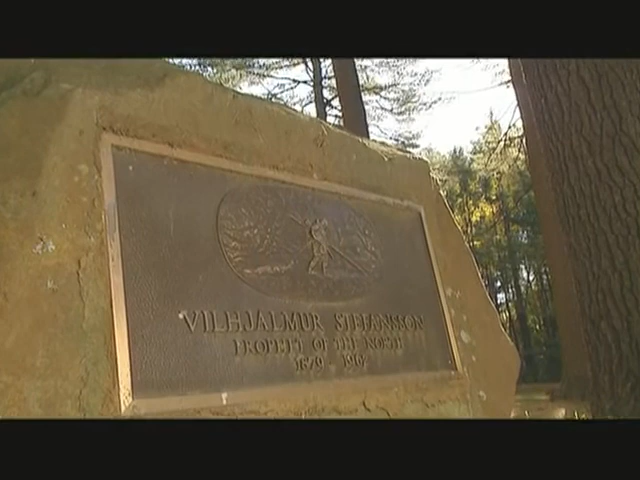 VILHJALMUR STEFANSSON
PROPHET OF THE NORTH
1879 - 1962